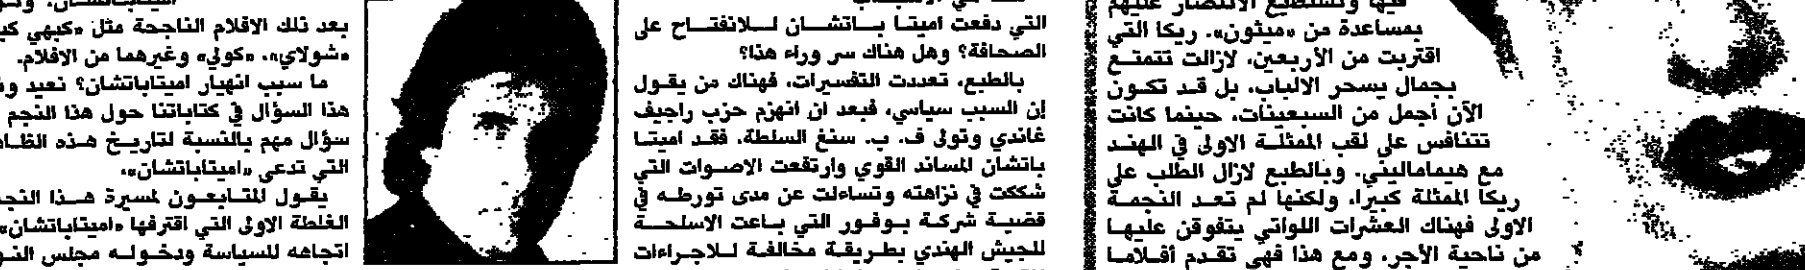 فيها وتستطيع الانتصار عليهم
بمساعدة من «ميثون». ريكا التي
اقتربت من الأربعين، لازالت تتمتع
بجمال يسحر الالباب، بل قد تكون
الآن أجمل من السبعينات، حينما كانت
تتنافس على لقب الممثلة الاولى في الهند
مع هيماماليني. وبالطبع لازال الطلب على
ريكا الممثلة كبيرا، ولكنها لم تعد النجمة
الاولى فهناك العشرات اللواتي يتفوقن عليها
من ناحية الأجر، ومع هذا فهي تقدم أفلاما
التي دفعت اميتا باتشان للانفتاح على
الصحافة؟ وهل هناك سر وراء هذا؟
بالطبع، تعددت التفسيرات، فهناك من يقول
إن السبب سياسي، فبعد ان انهزم حزب راجيف
غاندي وتولى ف. ب. سنغ السلطة، فقد اميتا
باتشان المساند القوي وارتفعت الاصوات التي
شككت في نزاهته وتساءلت عن مدى تورطه في
قضية شركة بوفور التي باعت الاسلحة
للجيش الهندي بطريقة مخالفة للاجراءات
بعد ذلك الافلام الناجحة مثل «كبهي
«شولاي»، «كولي» وغيرهما من الافلام.
ما سبب انهيار اميتاباتشان؟ نعيد
هذا السؤال في كتاباتنا حول هذا النجم
سؤال مهم بالنسبة لتاريخ هذه
التي تدعى «اميتاباتشان».
يقول المتابعون لمسيرة هذا
الغلطة الاولى التي اقترفها «اميتاباتشان»
اتجاهه للسياسة ودخوله مجلس